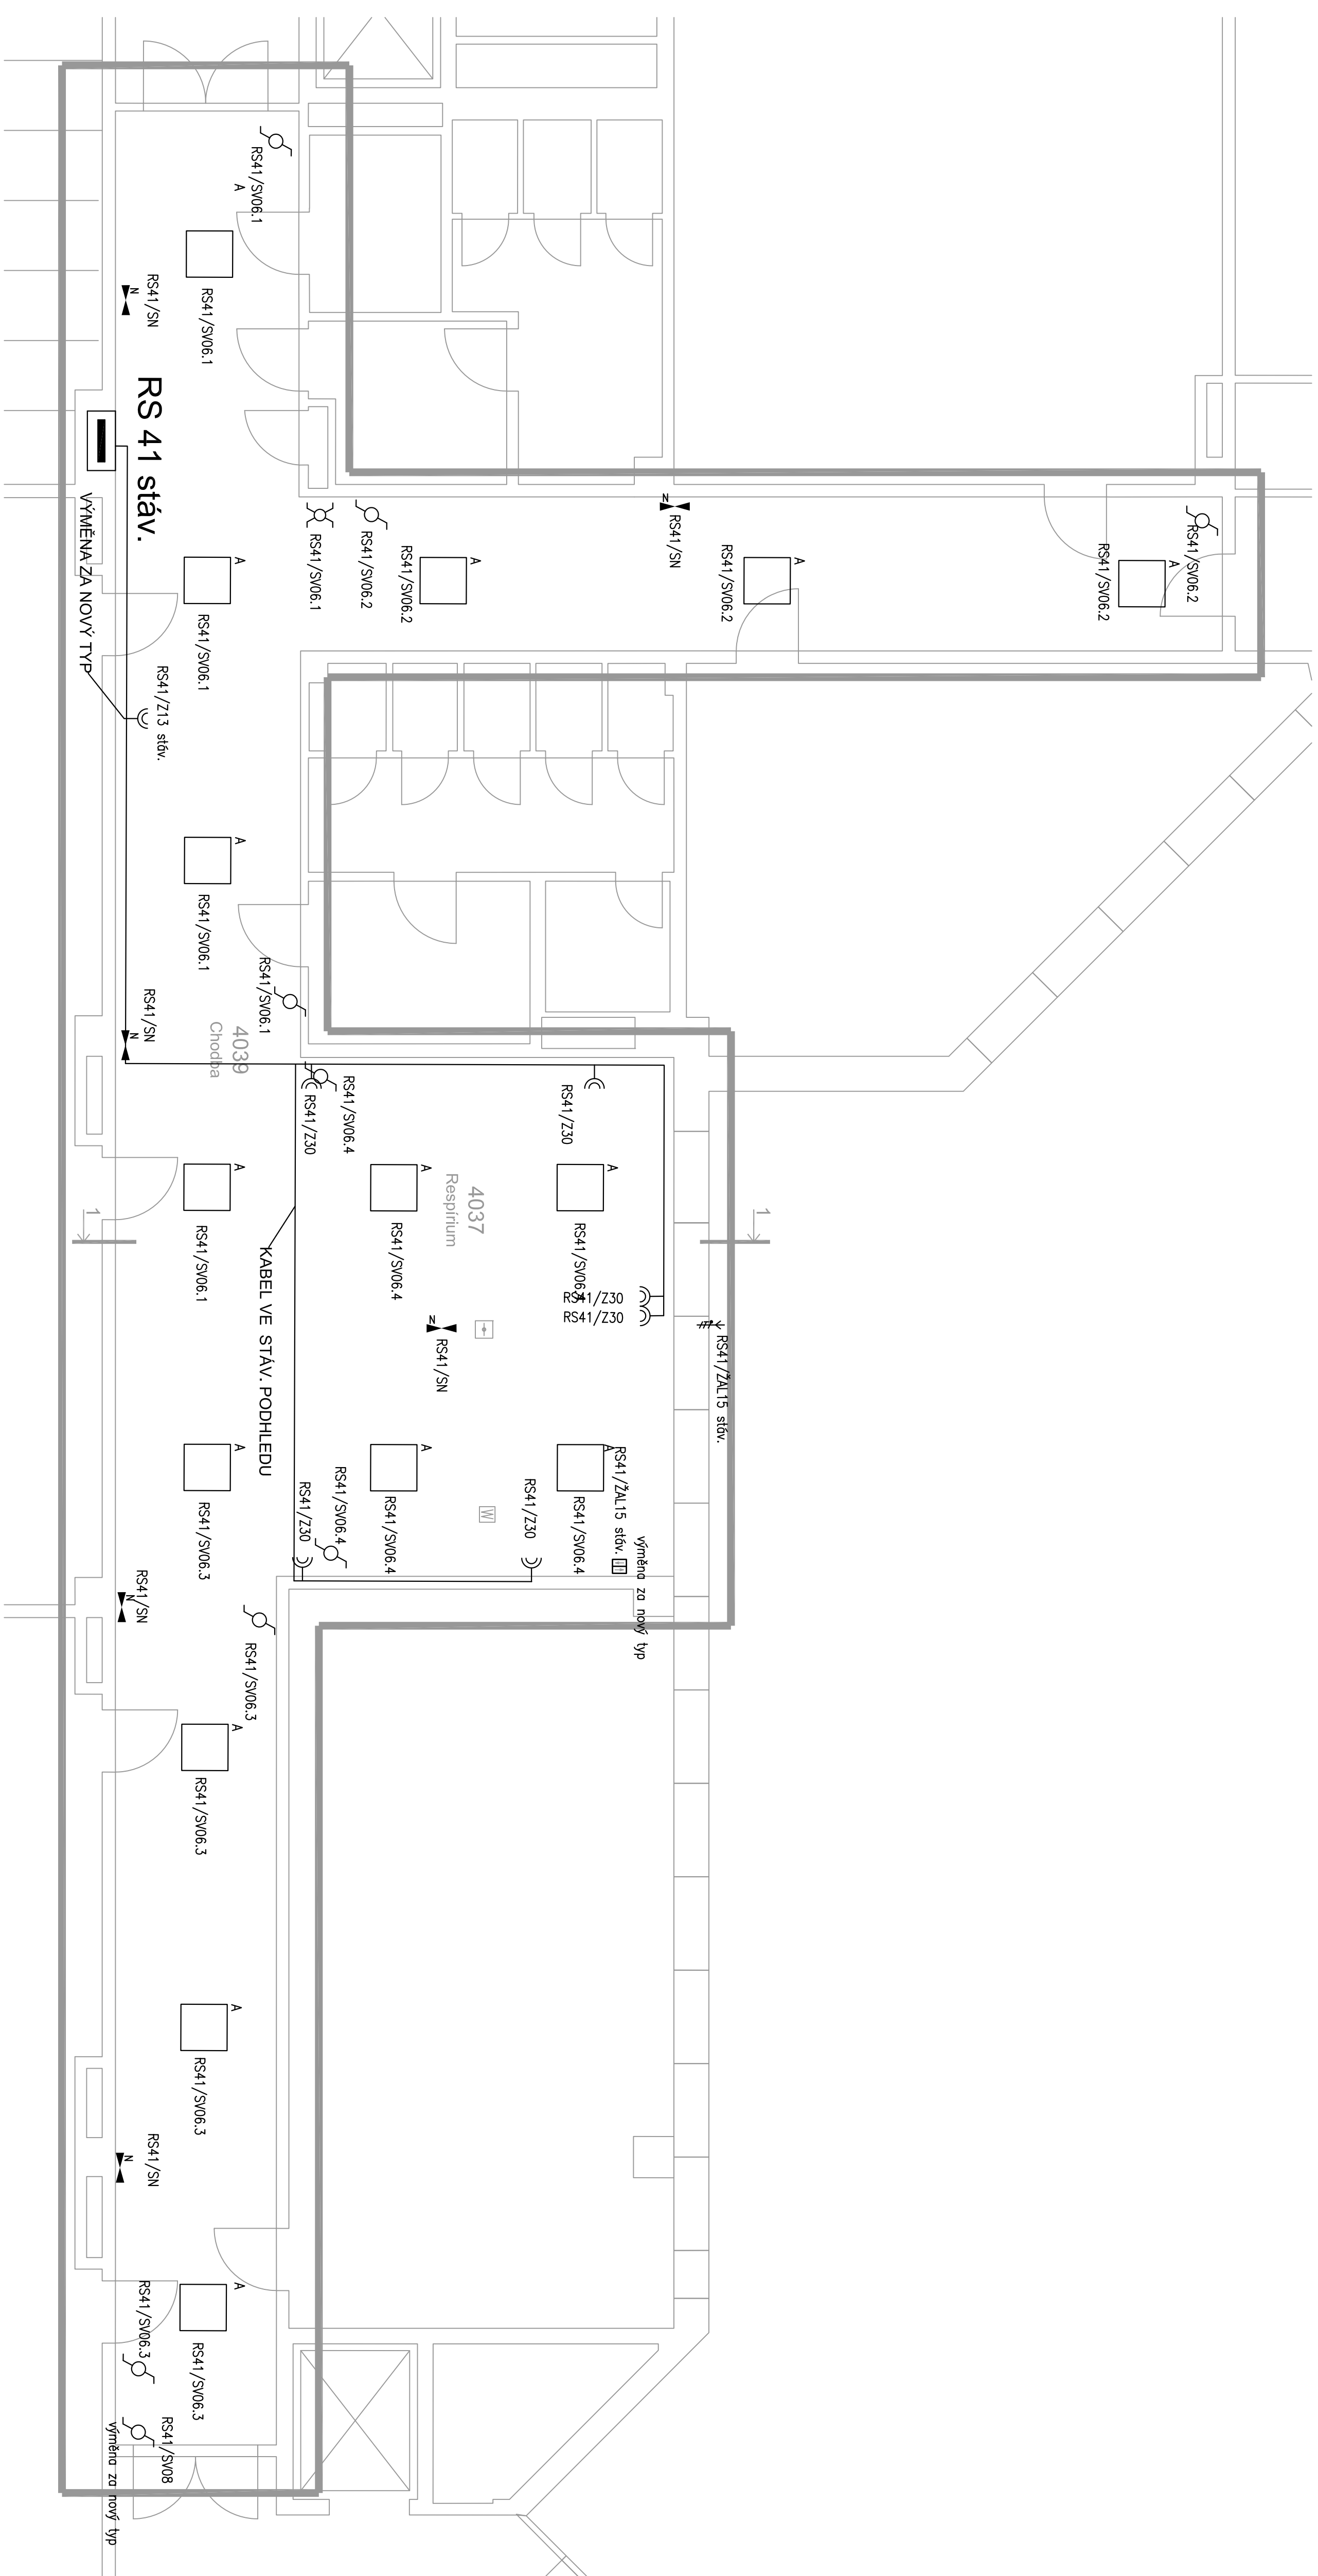 RS41/SV06.1
A
RS41/SV06.1
RS41/SN
N
RS 41 stáv.
VÝMĚNA ZA NOVÝ TYP
RS41/SV06.1
RS41/SV06.2
RS41/SV06.2
A
N
RS41/SN
RS41/SV06.2
A
RS41/SV06.2
A
RS41/SV06.2
A
RS41/SV06.1
RS41/Z13 stáv.
A
RS41/SV06.1
RS41/SV06.1
RS41/SN
N
4039
Chodba
RS41/SV06.4
RS41/Z30
RS41/Z30
A
RS41/SV06.1
A
RS41/SV06.4
4037
Respirium
A
RS41/SV06.4
RS41/Z30
RS41/Z30
1
1
KABEL VE STÁV. PODHLEDU
N
RS41/SN
RS41/ŽAL15 stáv.
A
RS41/SV06.3
RS41/Z30
RS41/SV06.4
A
RS41/SV06.4
W
RS41/Z30
A
RS41/SV06.4
RS41/ŽAL15 stáv.
výměna za nový typ
RS41/SN
N
RS41/SV06.3
A
RS41/SV06.3
A
RS41/SV06.3
RS41/SN
N
A
RS41/SV06.3
RS41/SV06.3
RS41/SV08
výměna za nový typ